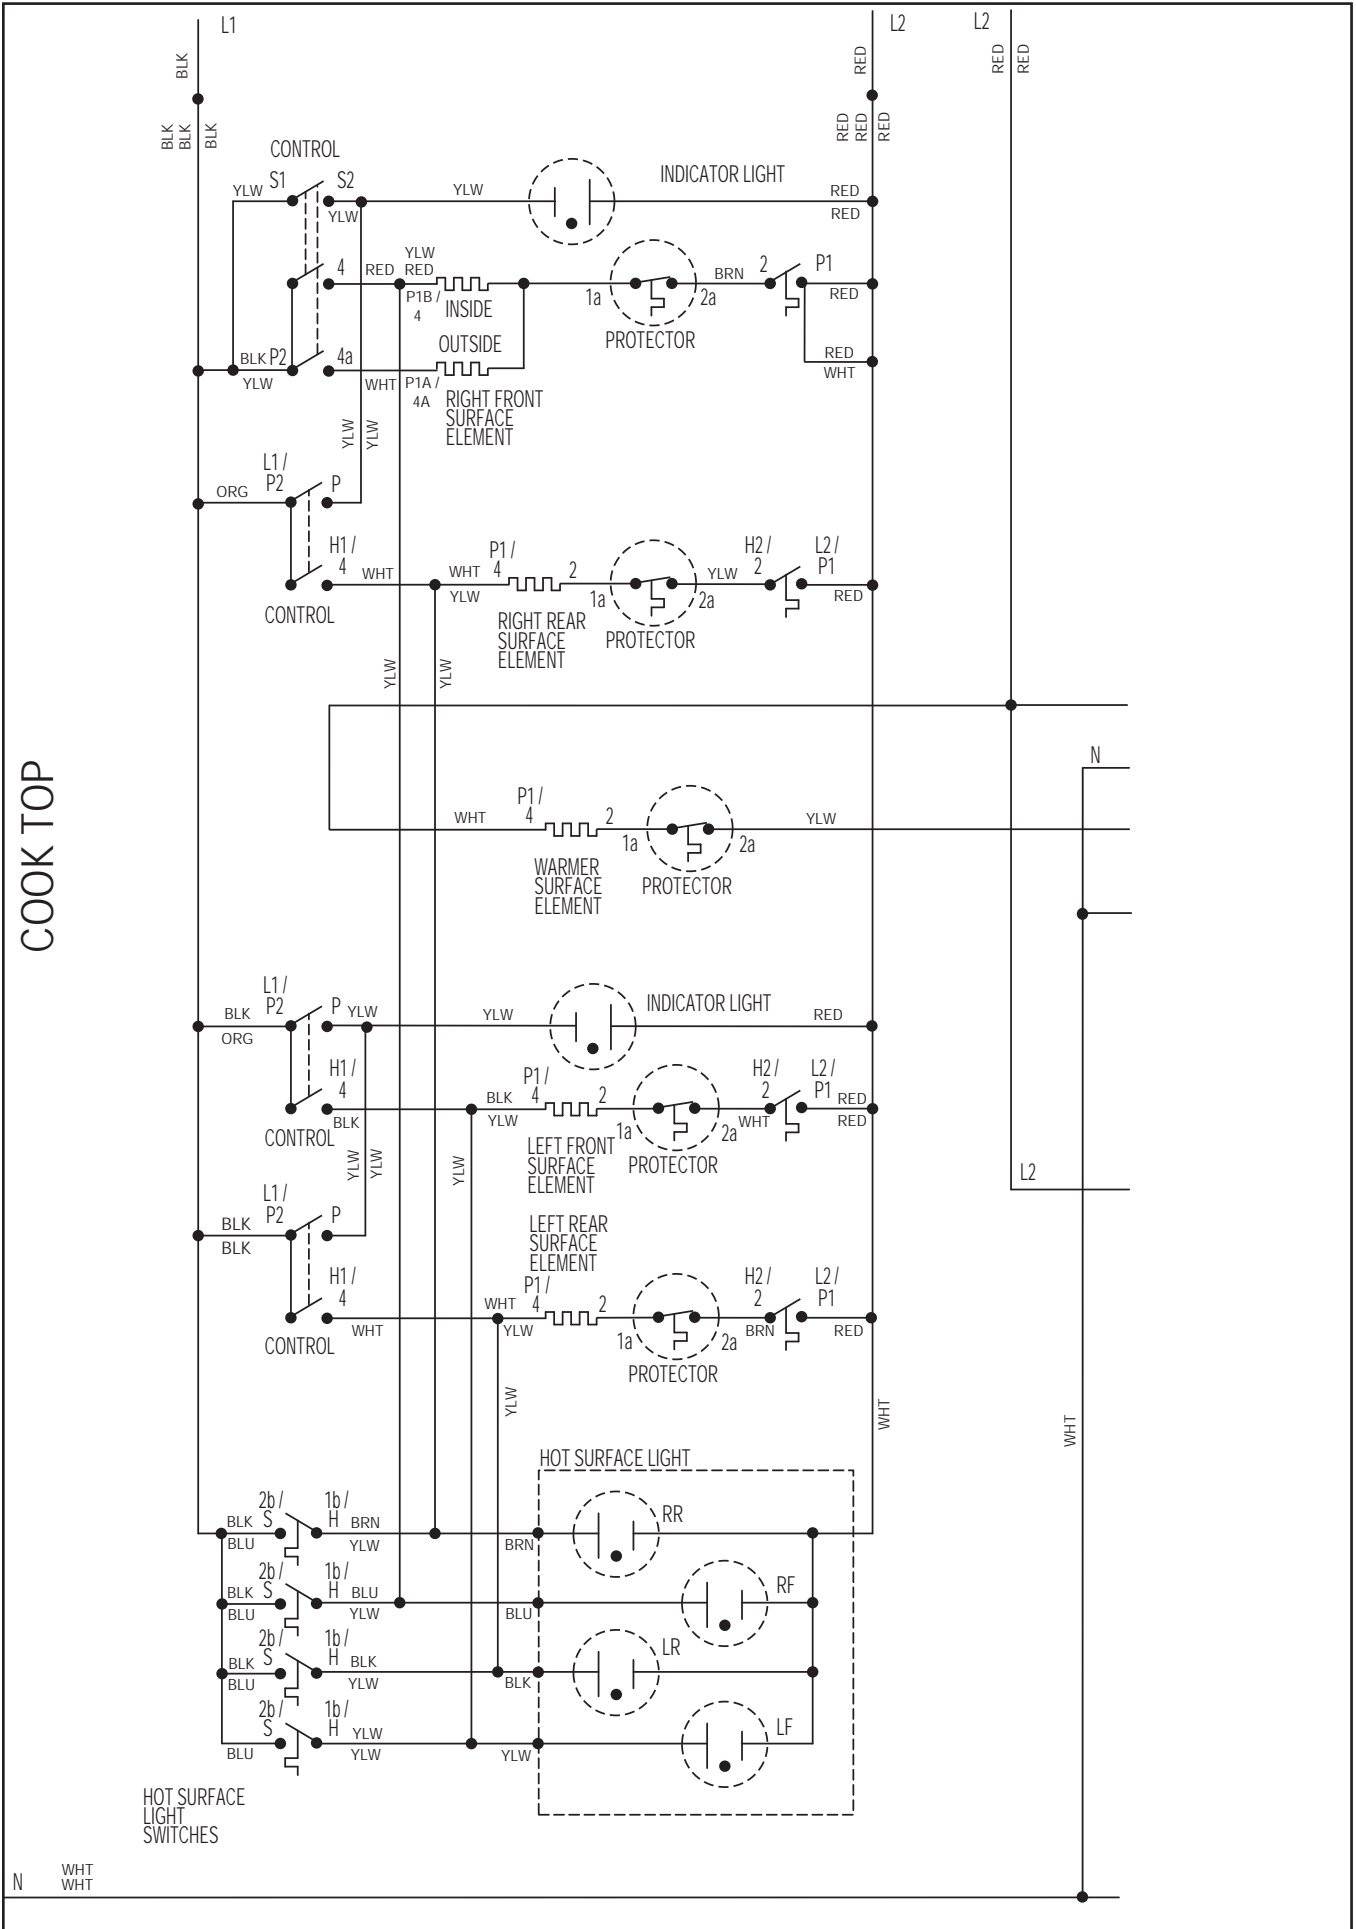 L1
L2
L2
BLK
RED
RED
RED
BLK
BLK
BLK
RED
RED
RED
CONTROL
S1
S2
YLW
YLW
YLW
INDICATOR LIGHT
RED
RED
4
RED
YLW
RED
P1B /
4
INSIDE
1a
2a
BRN
2
P1
RED
PROTECTOR
OUTSIDE
BLK
P2
YLW
4a
WHT
P1A /
4A
RED
WHT
RIGHT FRONT
SURFACE
ELEMENT
YLW
YLW
L1 /
P2
P
ORG
H1 /
4
WHT
WHT
YLW
P1 /
4
2
1a
2a
YLW
H2 /
2
L2 /
P1
RED
CONTROL
RIGHT REAR
SURFACE
ELEMENT
PROTECTOR
YLW
YLW
COOK TOP
N
WHT
P1 /
4
2
1a
2a
YLW
WARMER
SURFACE
ELEMENT
PROTECTOR
L1 /
P2
P
BLK
ORG
YLW
YLW
INDICATOR LIGHT
RED
H1 /
4
BLK
BLK
YLW
P1 /
4
2
1a
2a
WHT
H2 /
2
L2 /
P1
RED
RED
CONTROL
LEFT FRONT
SURFACE
ELEMENT
PROTECTOR
YLW
YLW
YLW
L2
L1 /
P2
P
BLK
BLK
LEFT REAR
SURFACE
ELEMENT
H1 /
4
WHT
WHT
YLW
P1 /
4
2
1a
2a
BRN
H2 /
2
L2 /
P1
RED
CONTROL
PROTECTOR
YLW
WHT
WHT
HOT SURFACE LIGHT
2b /
S
1b /
H
BLK
BLU
BRN
YLW
BRN
RR
2b /
S
1b /
H
BLK
BLU
BLU
YLW
BLU
RF
2b /
S
1b /
H
BLK
BLU
BLK
YLW
BLK
LR
2b /
S
1b /
H
BLU
YLW
YLW
YLW
LF
HOT SURFACE
LIGHT
SWITCHES
N
WHT
WHT